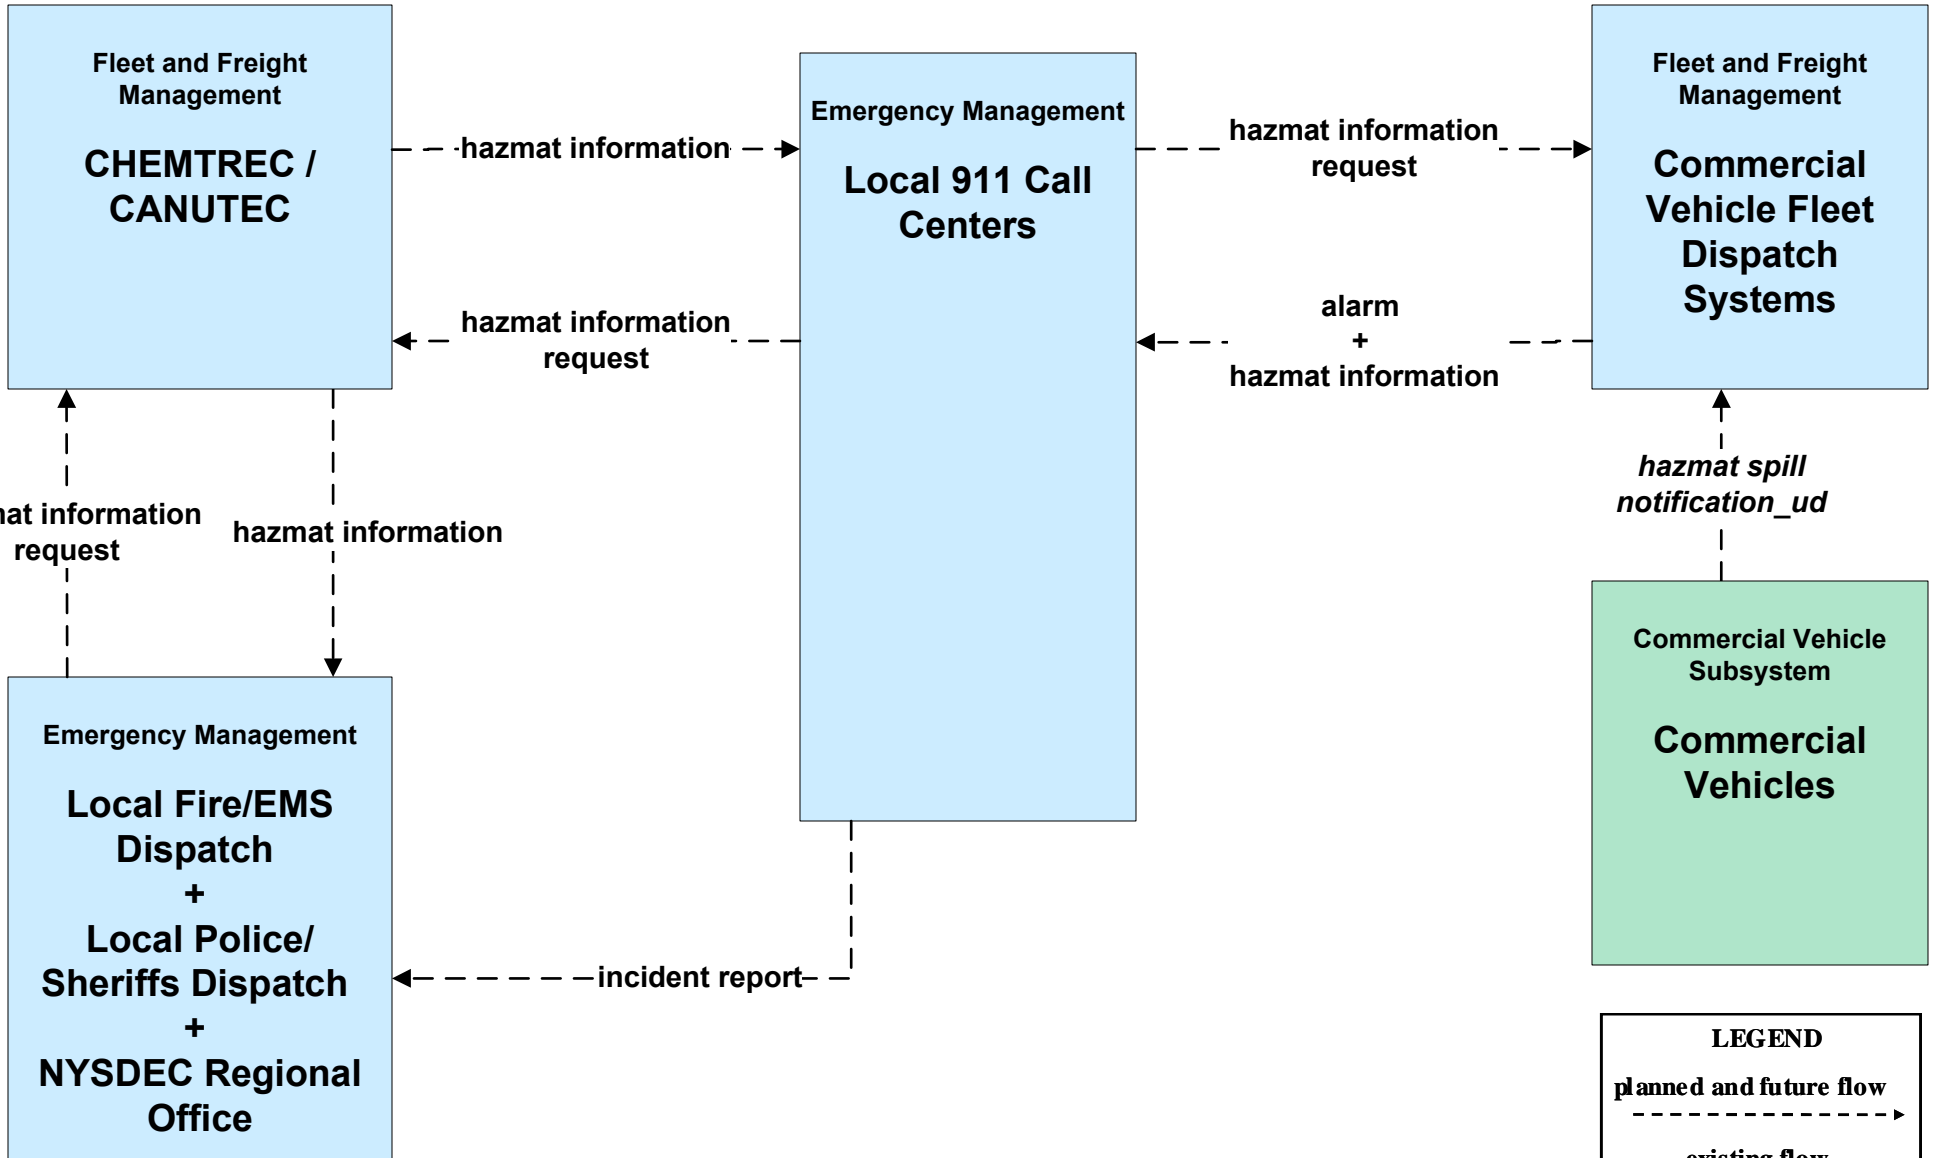 Fleet and Freight
Management
CHEMTREC /
CANUTEC
hazmat information
Emergency Management
Local 911 Call
Centers
hazmat information
request
Fleet and Freight
Management
Commercial
Vehicle Fleet
Dispatch
Systems
hazmat information
request
alarm
+
hazmat information
information
request
hazmat information
hazmat spill
notification_ud
Commercial Vehicle
Subsystem
Commercial
Vehicles
Emergency Management
Local Fire/EMS
Dispatch
+
Local Police/
Sheriffs Dispatch
+
NYSDEC Regional
Office
incident report
LEGEND
planned and future flow
existing flow